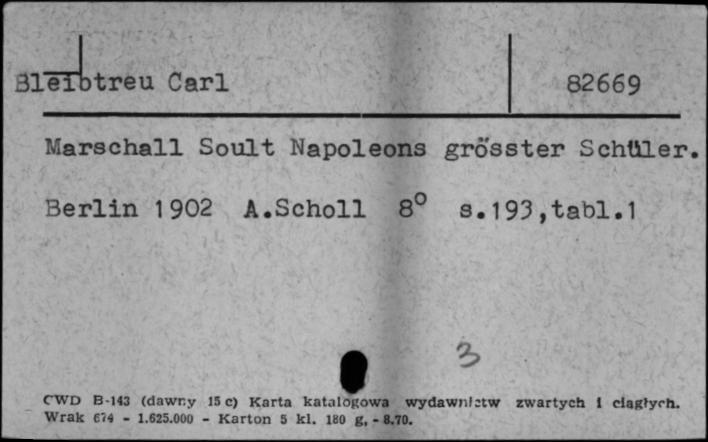 Bleibtreu Carl 82669
Marschall Soult Napoleons grösster Schüler.
Berlin 1902 A.Scholl 8° s.193,tabl.1
3
CWD B-143 (dawny 15 c) Karta katalogowa wydawnictw zwartych i ciągłych.
Wrak 674 - 1.625.000 - Karton 5 kl. 180 g. - 8.70.